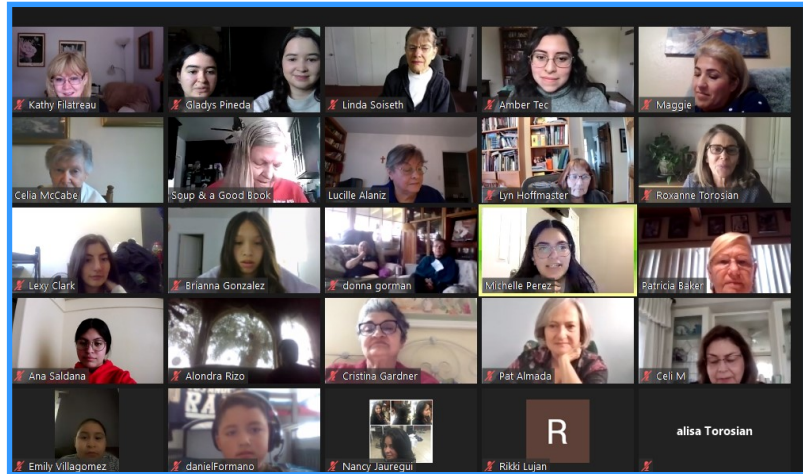 Kathy Filatreau
Gladys Pineda
Linda Soiseth
Amber Tec
Maggie
Celia McCabe
Soup & a Good Book
Lucille Alaniz
Lyn Hoffmaster
Roxanne Torosian
Lexy Clark
Brianna Gonzalez
donna gorman
Michelle Perez
Patricia Baker
Ana Saldana
Alondra Rizo
Cristina Gardner
Pat Almada
Celi M
RA
Emily Villagomez
danielFormano
Nancy Jauregui
R
Rikki Lujan
alisa Torosian